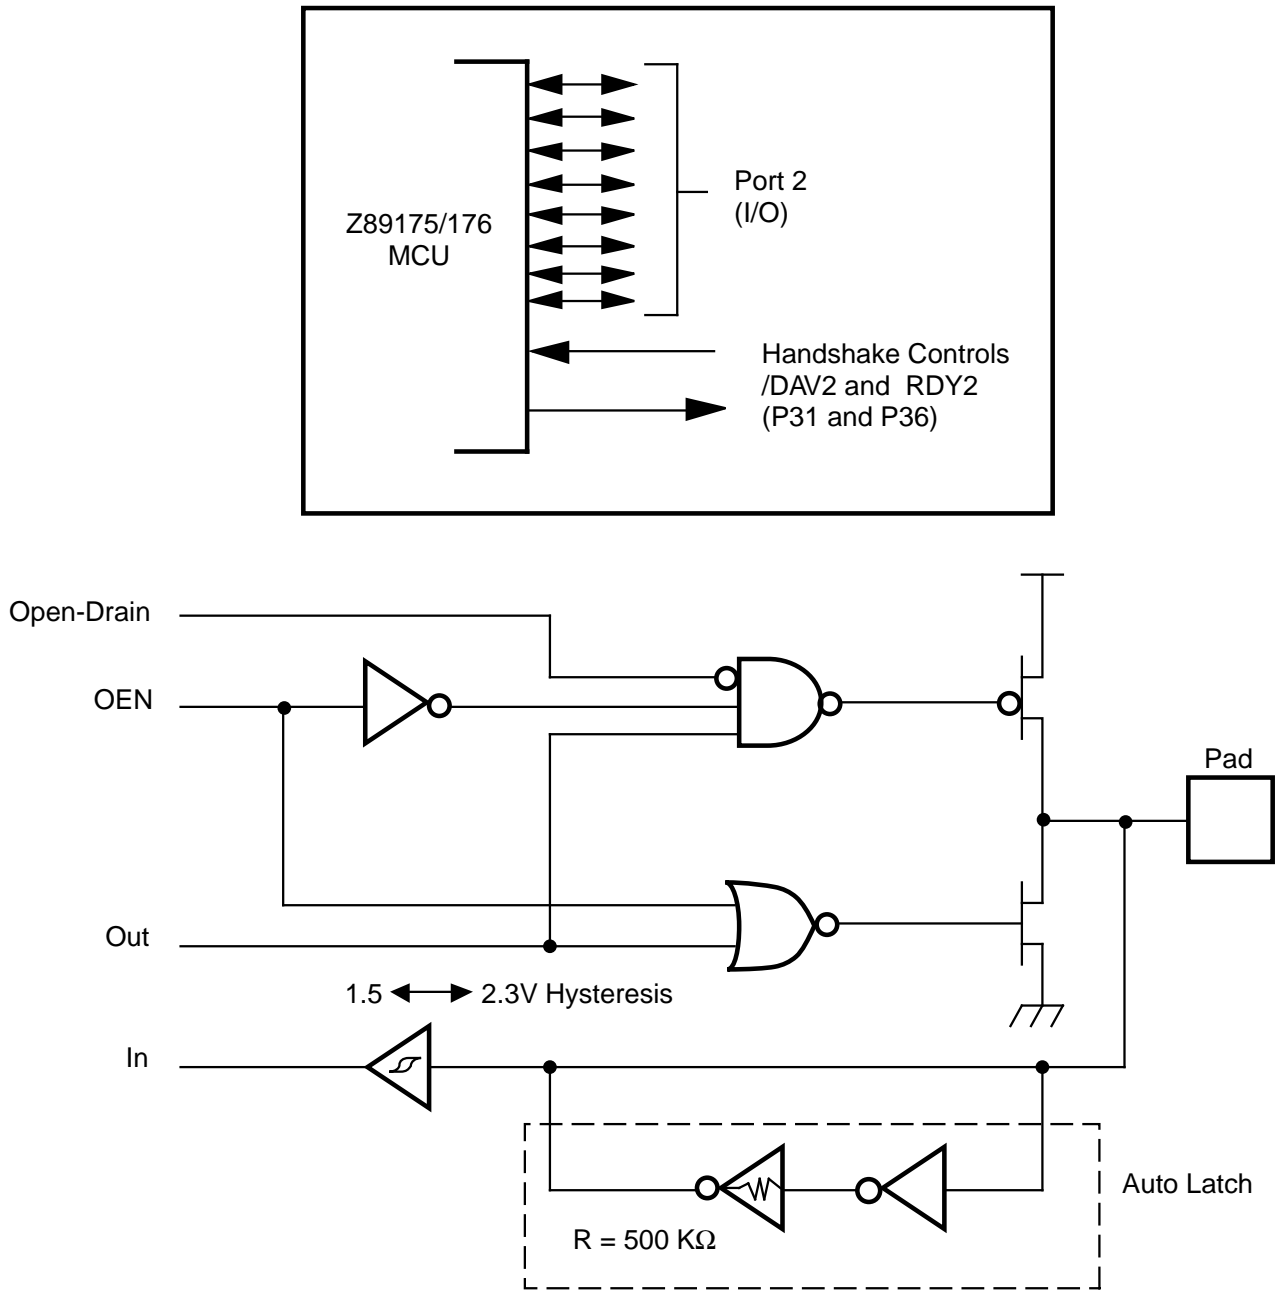 Z89175/176
MCU
Port 2
(I/O)
Handshake Controls
/DAV2 and RDY2
(P31 and P36)
Open-Drain
OEN
Pad
Out
1.5 2.3V Hysteresis
In
Auto Latch
R = 500 KΩ